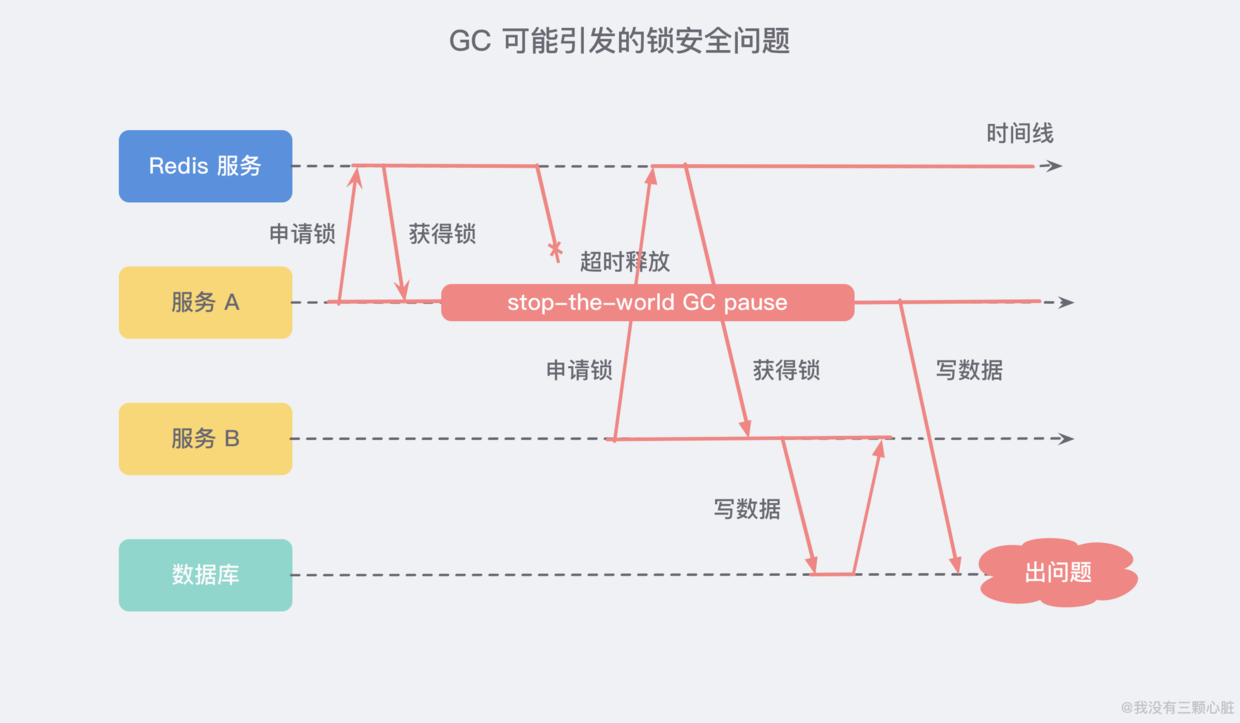 GC 可能引发的锁安全问题
时间线
Redis 服务
申请锁
获得锁
超时释放
服务 A
stop-the-world GC pause
申请锁
获得锁
写数据
服务 B
写数据
数据库
出问题
@我没有三颗心脏